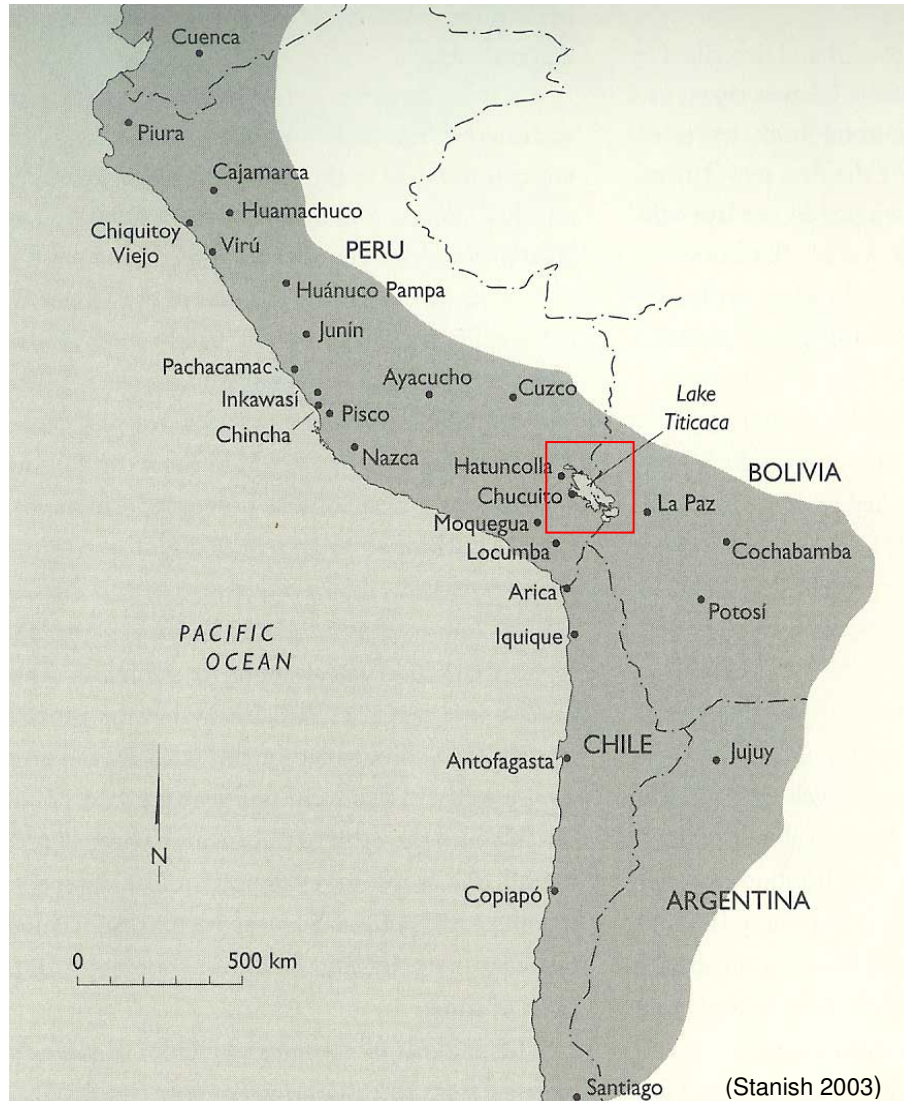 Cuenca
Piura
Cajamarca
Huamachuco
Chiquitoy
Viejo
Virú
PERU
Huánuco Pampa
Junín
Pachacamac
Ayacucho
Cuzco
Lake
Titicaca
Inkawasí
Pisco
Chincha
Nazca
Hatuncolla
BOLIVIA
Chucuito
La Paz
Moquegua
Locumba
Cochabamba
Arica
Potosí
PACIFIC
OCEAN
Iquique
CHILE
Antofagasta
Jujuy
N
Copiapó
ARGENTINA
0 500 km
Santiago
(Stanish 2003)